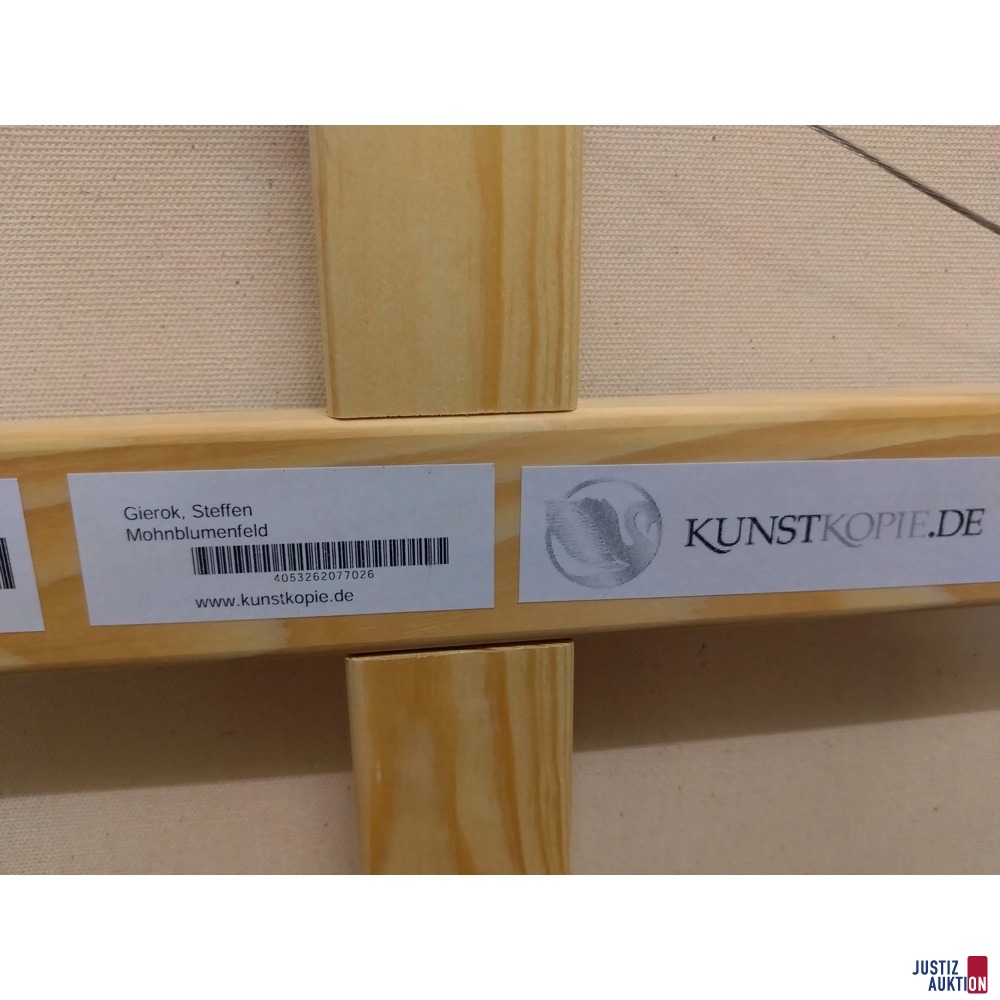 Gierok, Steffen
Mohnblumenfeld
4053262077026
www.kunstkopie.de
KUNSTKOPIE.DE
JUSTIZ
AUKTION